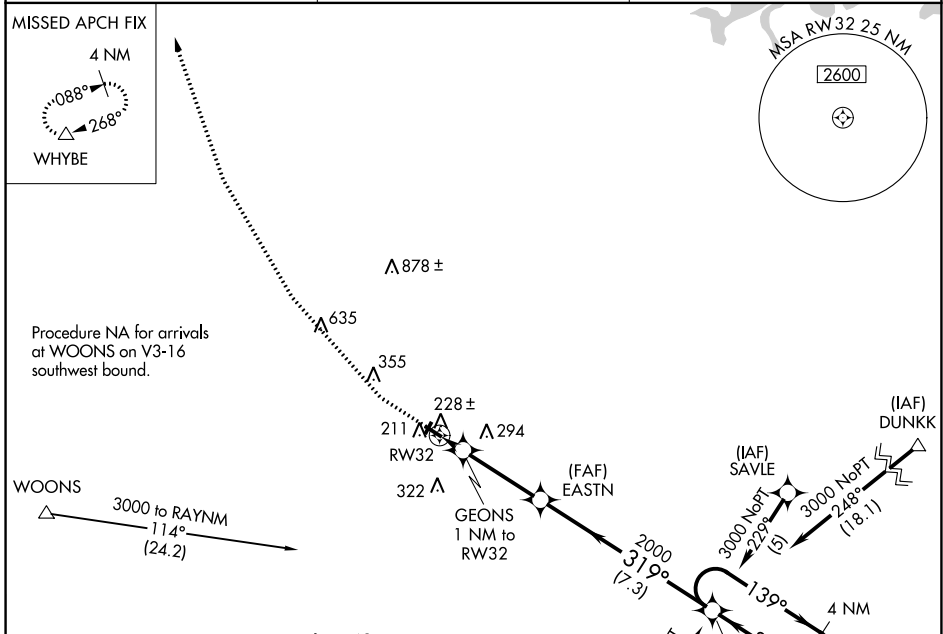 MISSED APCH FIX
4 NM
088°
268°
WHYBE
MSA RW32 25 NM
2600
878 ±
635
Procedure NA for arrivals
at WOONS on V3-16
southwest bound.
355
228 ±
211
294
RW32
322
(FAF)
EASTN
(IAF)
SAVLE
(IAF)
DUNKK
WOONS
3000 to RAYNM
114°
(24.2)
GEONS
1 NM to
RW32
3000 NoPT
229°
(5)
3000 NoPT
248°
(18.1)
2000
319°
(7.3)
139°
4 NM